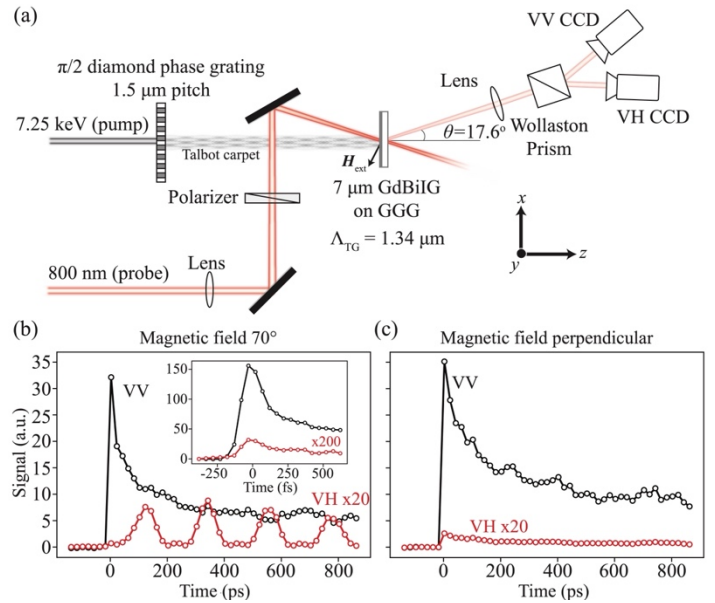 (a)
VV CCD
π/2 diamond phase grating
1.5 μm pitch
Lens
7.25 keV (pump)
Talbot carpet
θ=17.6°
VH CCD
Wollaston
Prism
H_ext
Polarizer
7 μm GdBiIG
on GGG
Λ_TG = 1.34 μm
x
y
z
800 nm (probe)
Lens
(b)
Magnetic field 70°
35
30
25
20
15
10
5
0
Signal (a.u.)
VV
150
100
50
0
x200
-250
0
250
500
Time (fs)
VH x20
0
200
400
600
800
Time (ps)
(c)
Magnetic field perpendicular
VV
VH x20
0
200
400
600
800
Time (ps)